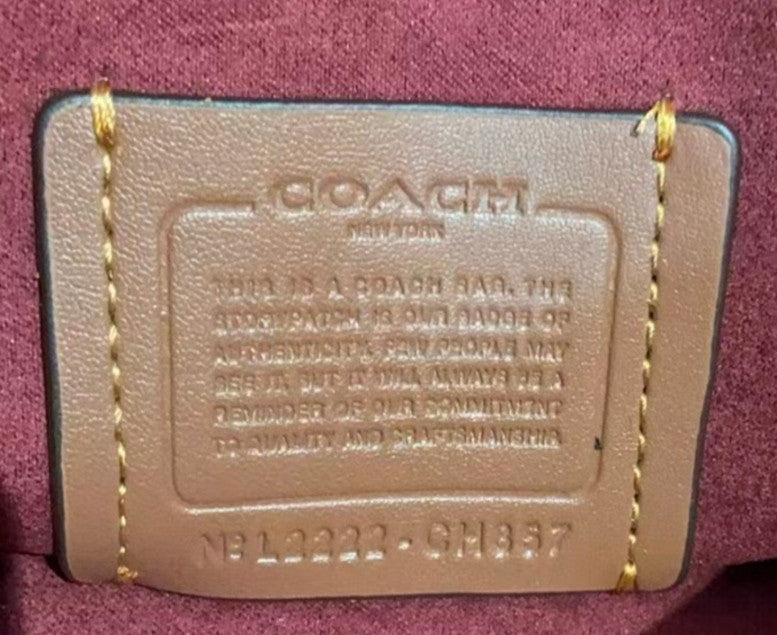 COACH
NEW YORK
THIS IS A COACH BAG. THE
STORYPATCH IS OUR BADGE OF
AUTHENTICITY. FEW PEOPLE MAY
SEE IT, BUT IT WILL ALWAYS BE A
REMINDER OF OUR COMMITMENT
TO QUALITY AND CRAFTSMANSHIP.
Nº L2222 - CH857